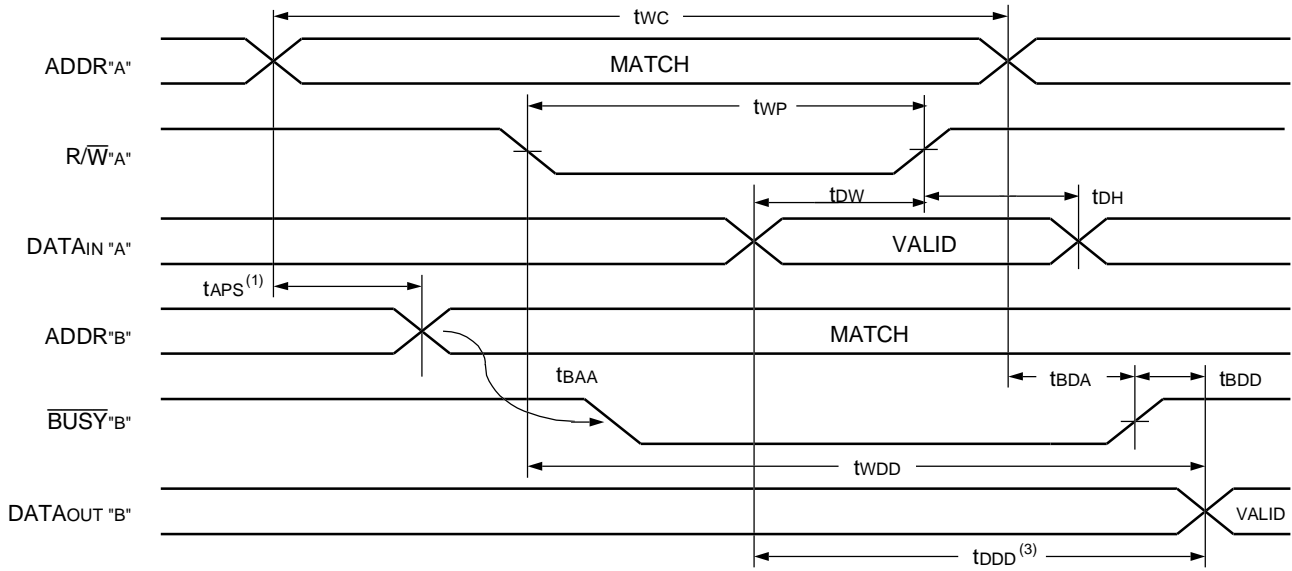 tWC
ADDR"A"
MATCH
tWP
R/W̅"A"
tDW
tDH
DATAIN "A"
VALID
tAPS(1)
ADDR"B"
MATCH
tBAA
tBDA
tBDD
B̅U̅S̅Y̅"B"
tWDD
DATAOUT "B"
VALID
tDDD(3)